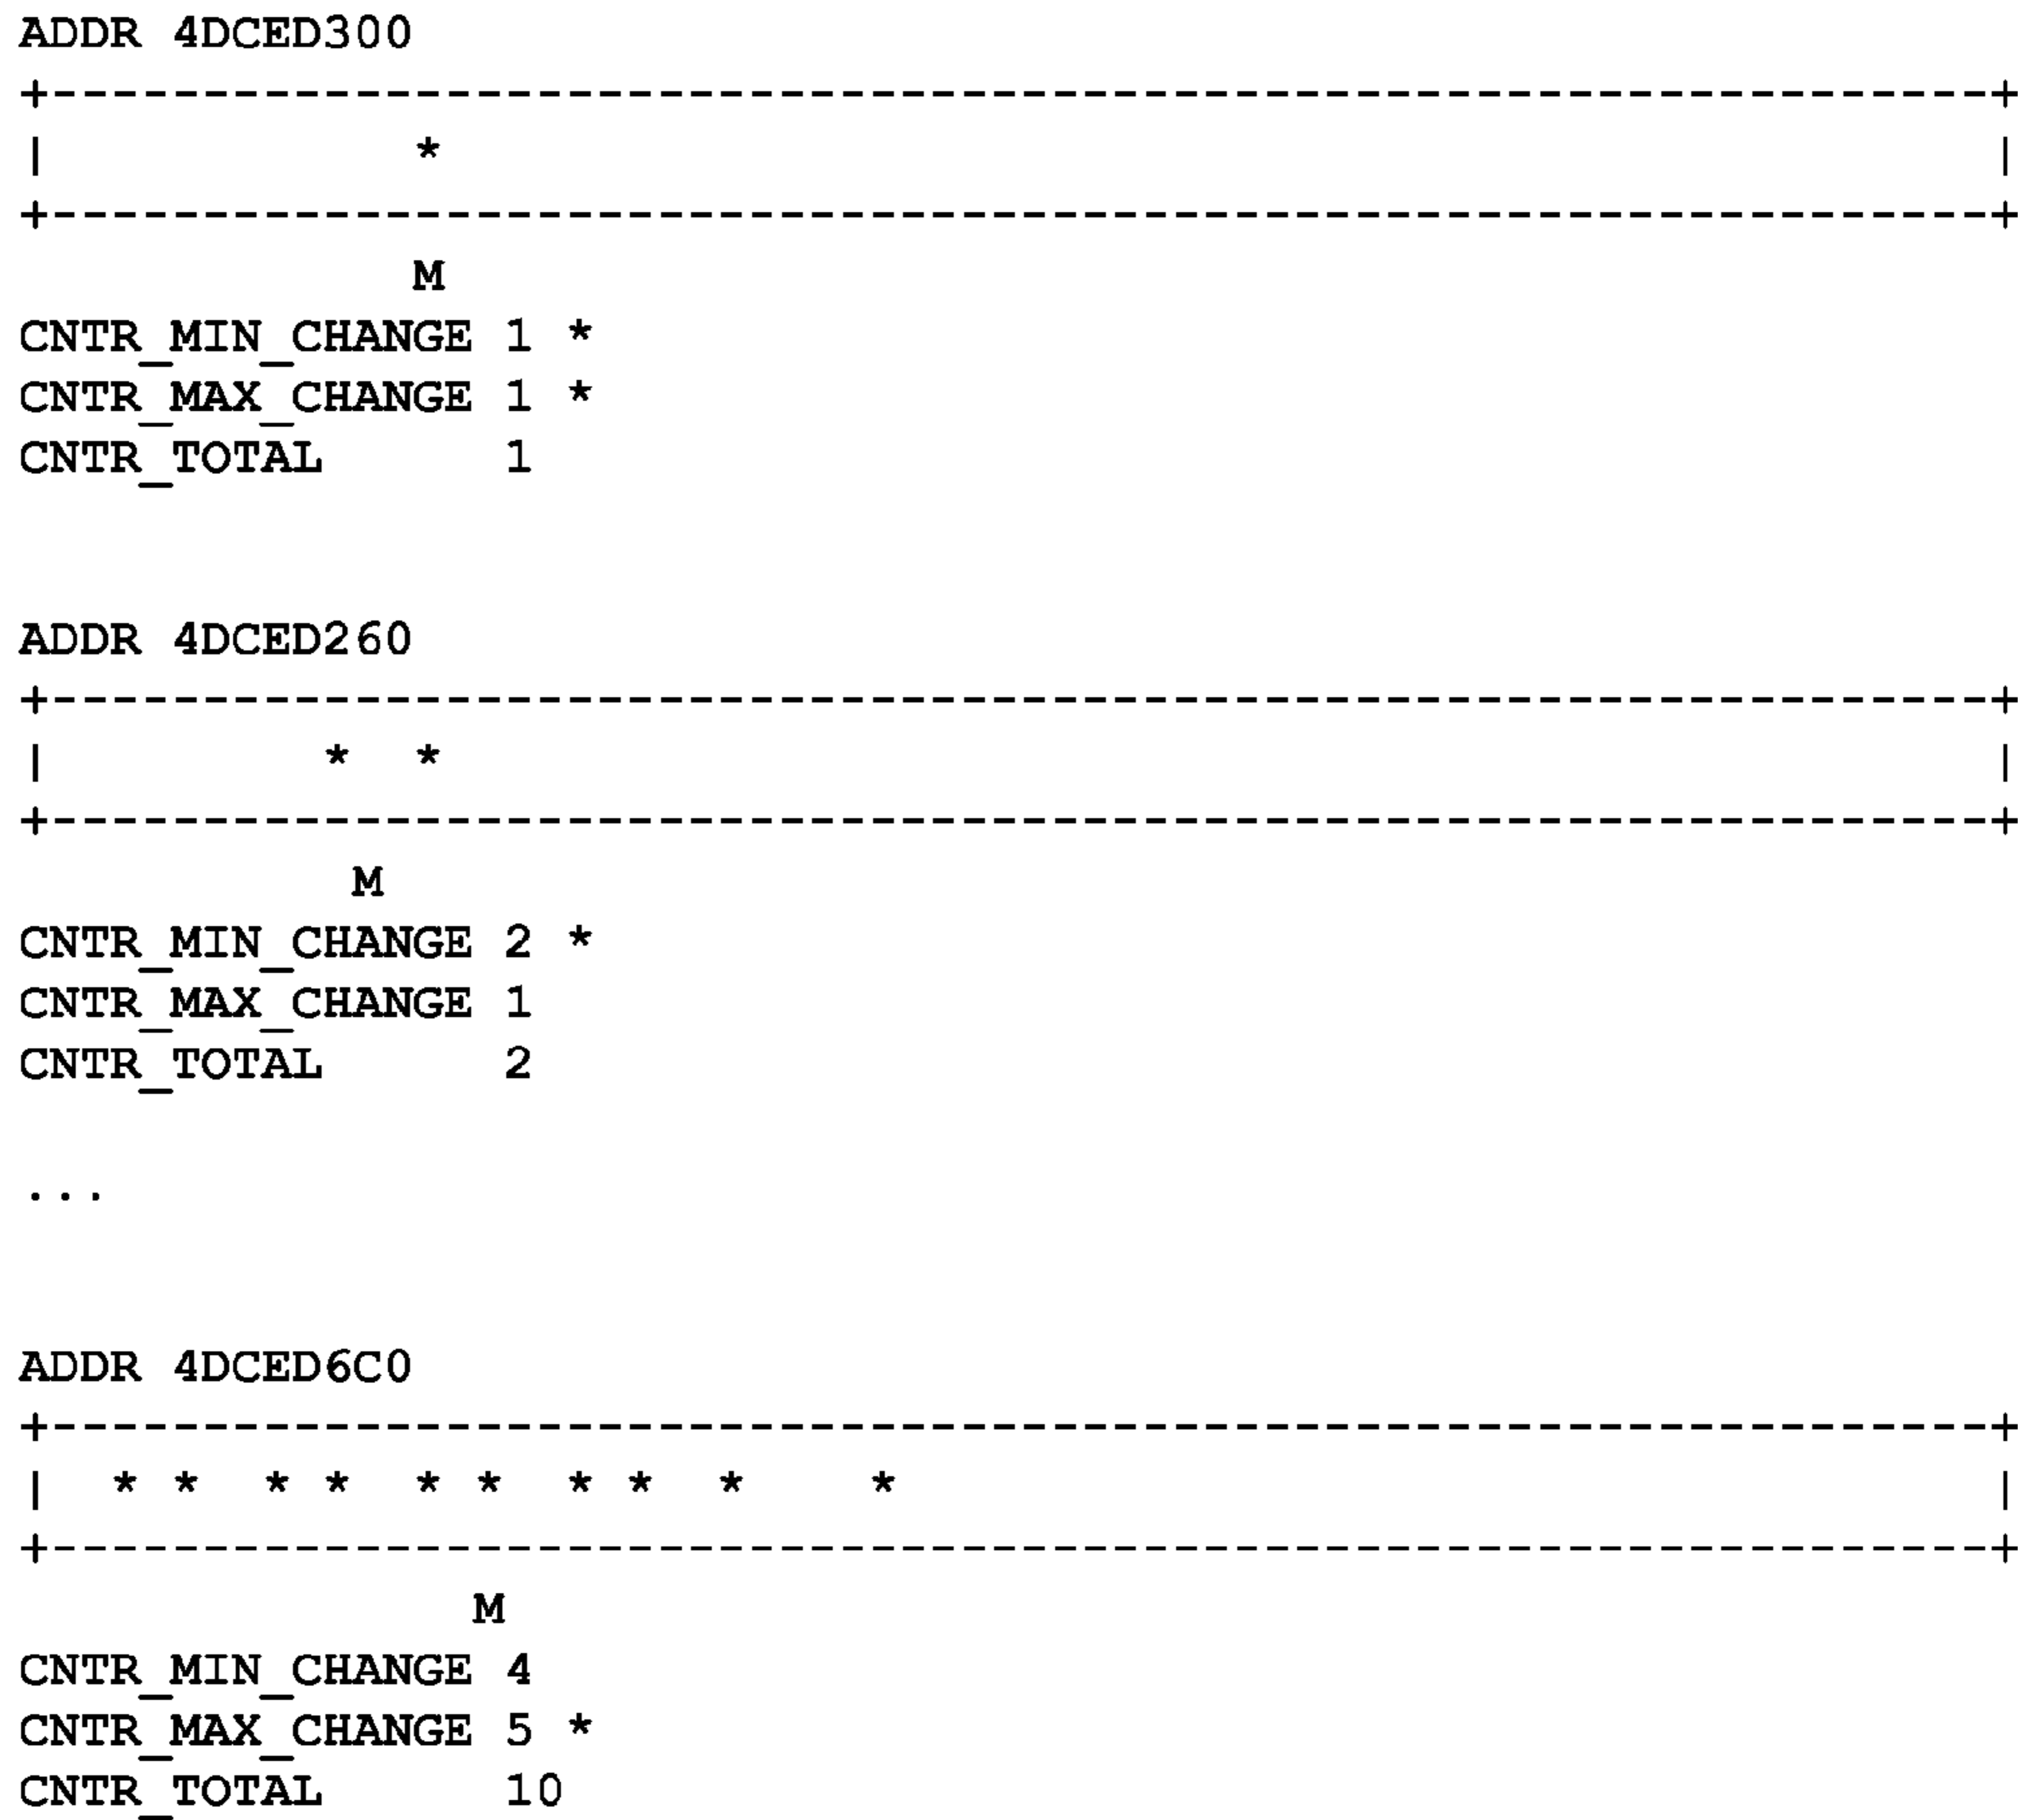 ADDR 4DCED300
+----------------------------------------------------------------+
|            *                                                   |
+----------------------------------------------------------------+
             M
CNTR_MIN_CHANGE 1 *
CNTR_MAX_CHANGE 1 *
CNTR_TOTAL      1
ADDR 4DCED260
+----------------------------------------------------------------+
|         *  *                                                   |
+----------------------------------------------------------------+
           M
CNTR_MIN_CHANGE 2 *
CNTR_MAX_CHANGE 1
CNTR_TOTAL      2
...
ADDR 4DCED6C0
+----------------------------------------------------------------+
|  * *  * *  * *  * *  *    *                                    |
+----------------------------------------------------------------+
               M
CNTR_MIN_CHANGE 4
CNTR_MAX_CHANGE 5 *
CNTR_TOTAL      10